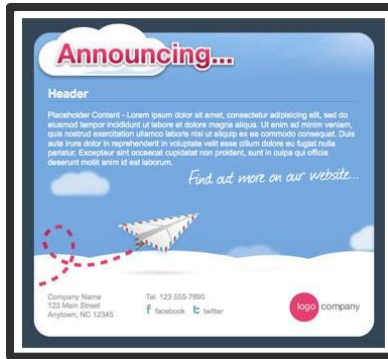 Announcing...
Header
Placeholder Content - Lorem ipsum dolor sit amet, consectetur adipisicing elit, sed do
eiusmod tempor incididunt ut labore et dolore magna aliqua. Ut enim ad minim veniam,
quis nostrud exercitation ullamco laboris nisi ut aliquip ex ea commodo consequat. Duis
aute irure dolor in reprehenderit in voluptate velit esse cillum dolore eu fugiat nulla
pariatur. Excepteur sint occaecat cupidatat non proident, sunt in culpa qui officia
deserunt mollit anim id est laborum.
Find out more on our website...
Company Name
123 Main Street
Anytown, NC 12345
Tel. 123 555-7890
facebook twitter
logo company